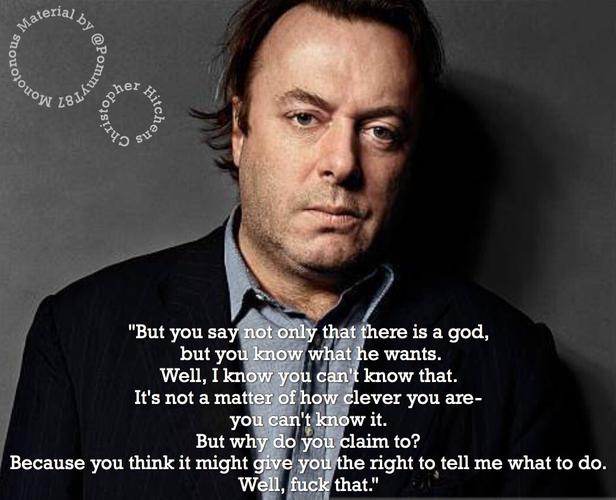 Monotonous Material by @PommyT87
Christopher Hitchens
"But you say not only that there is a god,
but you know what he wants.
Well, I know you can't know that.
It's not a matter of how clever you are-
you can't know it.
But why do you claim to?
Because you think it might give you the right to tell me what to do.
Well, fuck that."